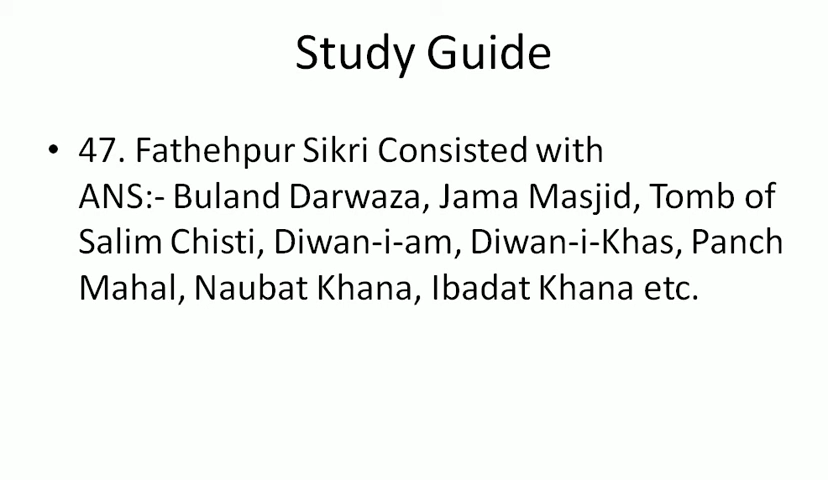 Study Guide
• 47. Fathehpur Sikri Consisted with
ANS:- Buland Darwaza, Jama Masjid, Tomb of
Salim Chisti, Diwan-i-am, Diwan-i-Khas, Panch
Mahal, Naubat Khana, Ibadat Khana etc.